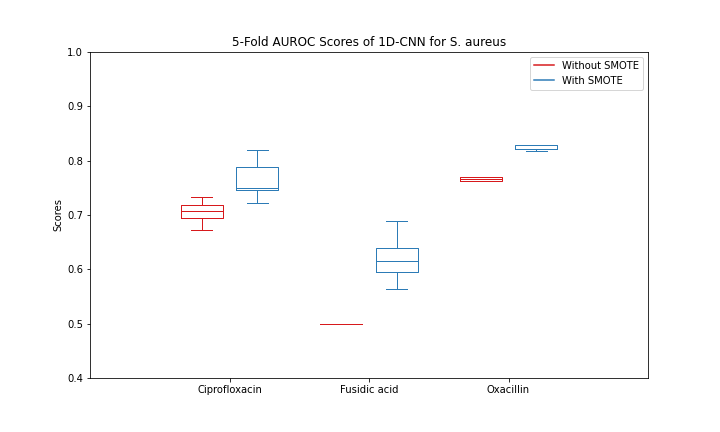 5-Fold AUROC Scores of 1D-CNN for S. aureus
1.0
Without SMOTE
With SMOTE
0.9
0.8
0.7
Scores
0.6
0.5
0.4
Ciprofloxacin
Fusidic acid
Oxacillin